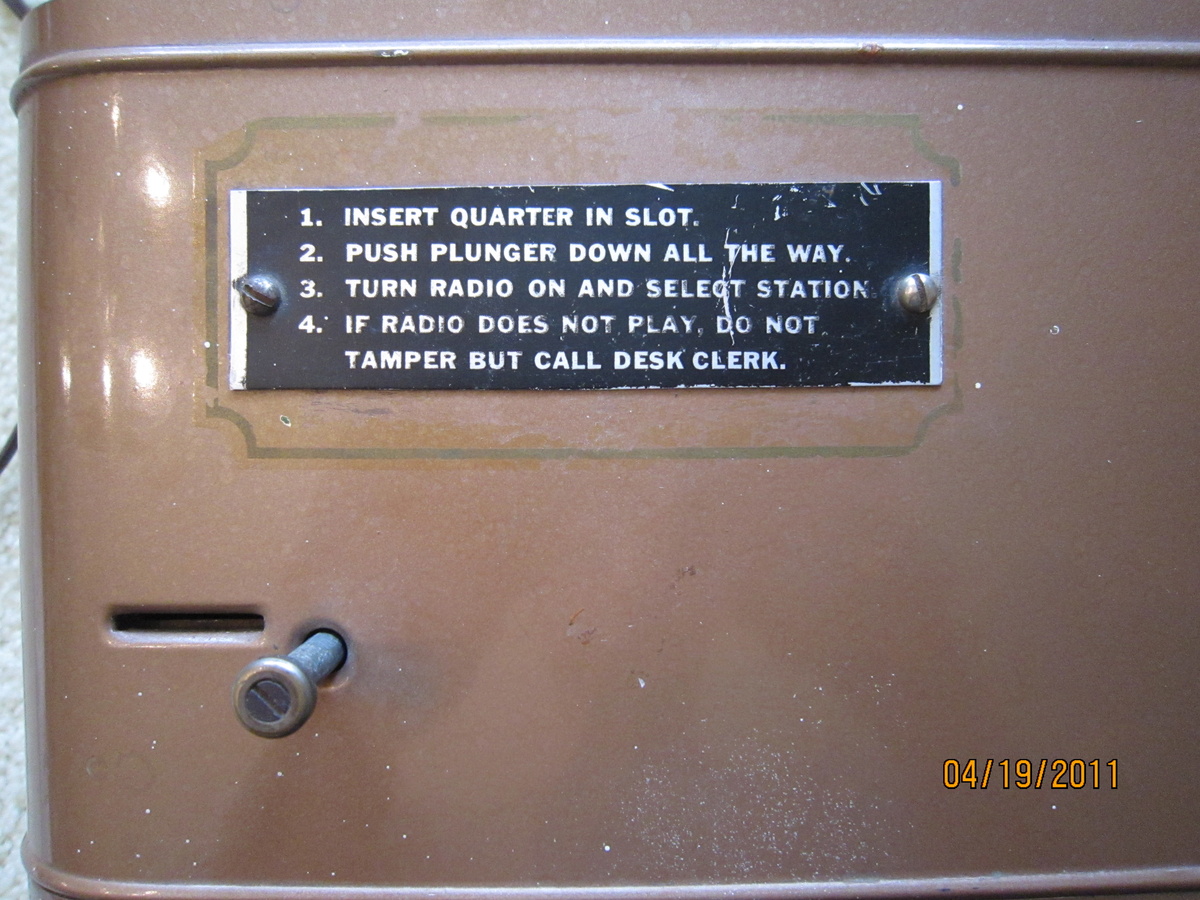 1. INSERT QUARTER IN SLOT.
2. PUSH PLUNGER DOWN ALL THE WAY.
3. TURN RADIO ON AND SELECT STATION.
4. IF RADIO DOES NOT PLAY, DO NOT
TAMPER BUT CALL DESK CLERK.
04/19/2011